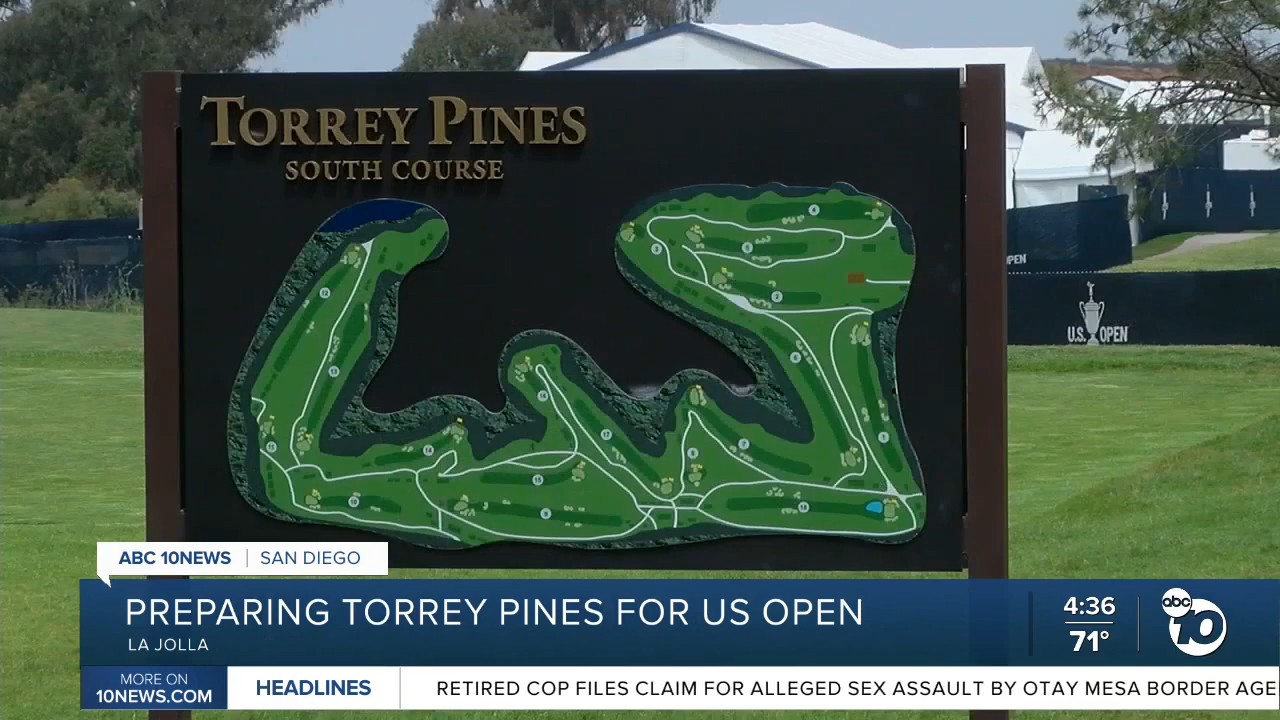 TORREY PINES
SOUTH COURSE
OPEN
U.S. OPEN
ABC 10NEWS | SAN DIEGO
PREPARING TORREY PINES FOR US OPEN
LA JOLLA
4:36
71°
abc
10
MORE ON
10NEWS.COM
HEADLINES
RETIRED COP FILES CLAIM FOR ALLEGED SEX ASSAULT BY OTAY MESA BORDER AGE